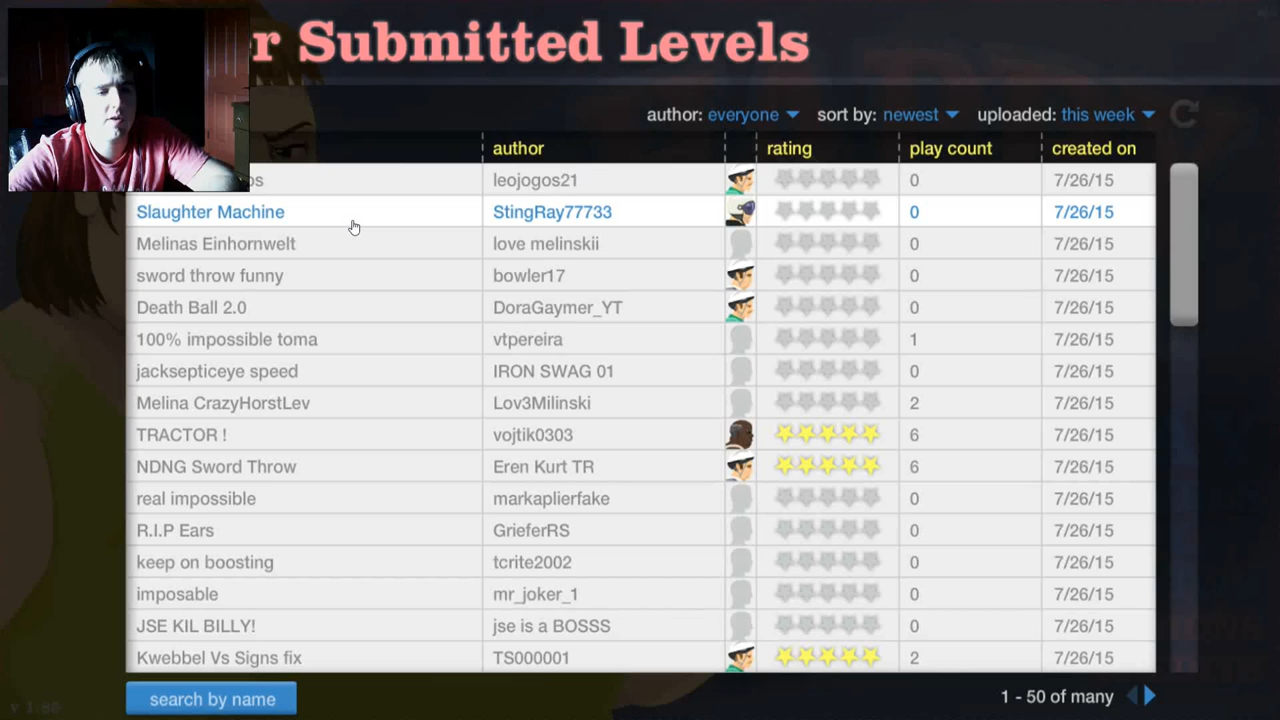 r Submitted Levels
author: everyone sort by: newest uploaded: this week
author rating play count created on
os leojogos21 0 7/26/15
Slaughter Machine StingRay77733 0 7/26/15
Melinas Einhornwelt love melinskii 0 7/26/15
sword throw funny bowler17 0 7/26/15
Death Ball 2.0 DoraGaymer_YT 0 7/26/15
100% impossible toma vtpereira 1 7/26/15
jacksepticeye speed IRON SWAG 01 0 7/26/15
Melina CrazyHorstLev Lov3Milinski 2 7/26/15
TRACTOR ! vojtik0303 6 7/26/15
NDNG Sword Throw Eren Kurt TR 6 7/26/15
real impossible markaplierfake 0 7/26/15
R.I.P Ears GrieferRS 0 7/26/15
keep on boosting tcrite2002 0 7/26/15
imposable mr_joker_1 0 7/26/15
JSE KIL BILLY! jse is a BOSSS 0 7/26/15
Kwebbel Vs Signs fix TS000001 2 7/26/15
search by name 1 - 50 of many